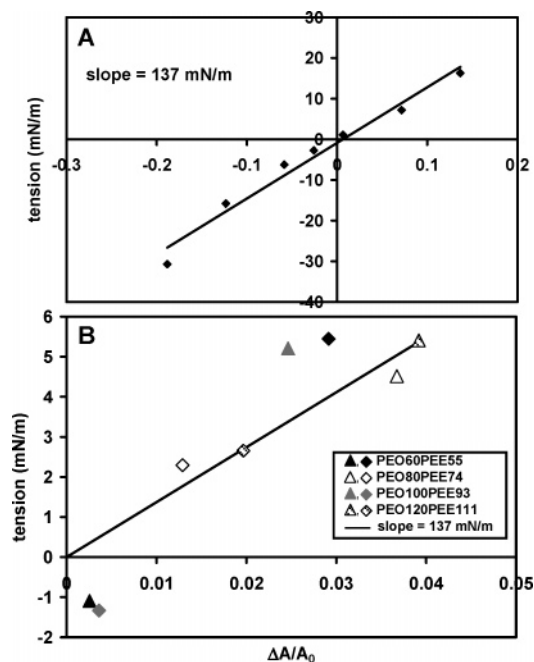 A
slope = 137 mN/m
30
20
10
0
-10
-20
-30
-40
-0.3
-0.2
-0.1
0
0.1
0.2
tension (mN/m)
B
6
5
4
3
2
1
0
-1
-2
0
0.01
0.02
0.03
0.04
0.05
tension (mN/m)
PEO60PEE55
PEO80PEE74
PEO100PEE93
PEO120PEE111
slope = 137 mN/m
ΔA/A₀